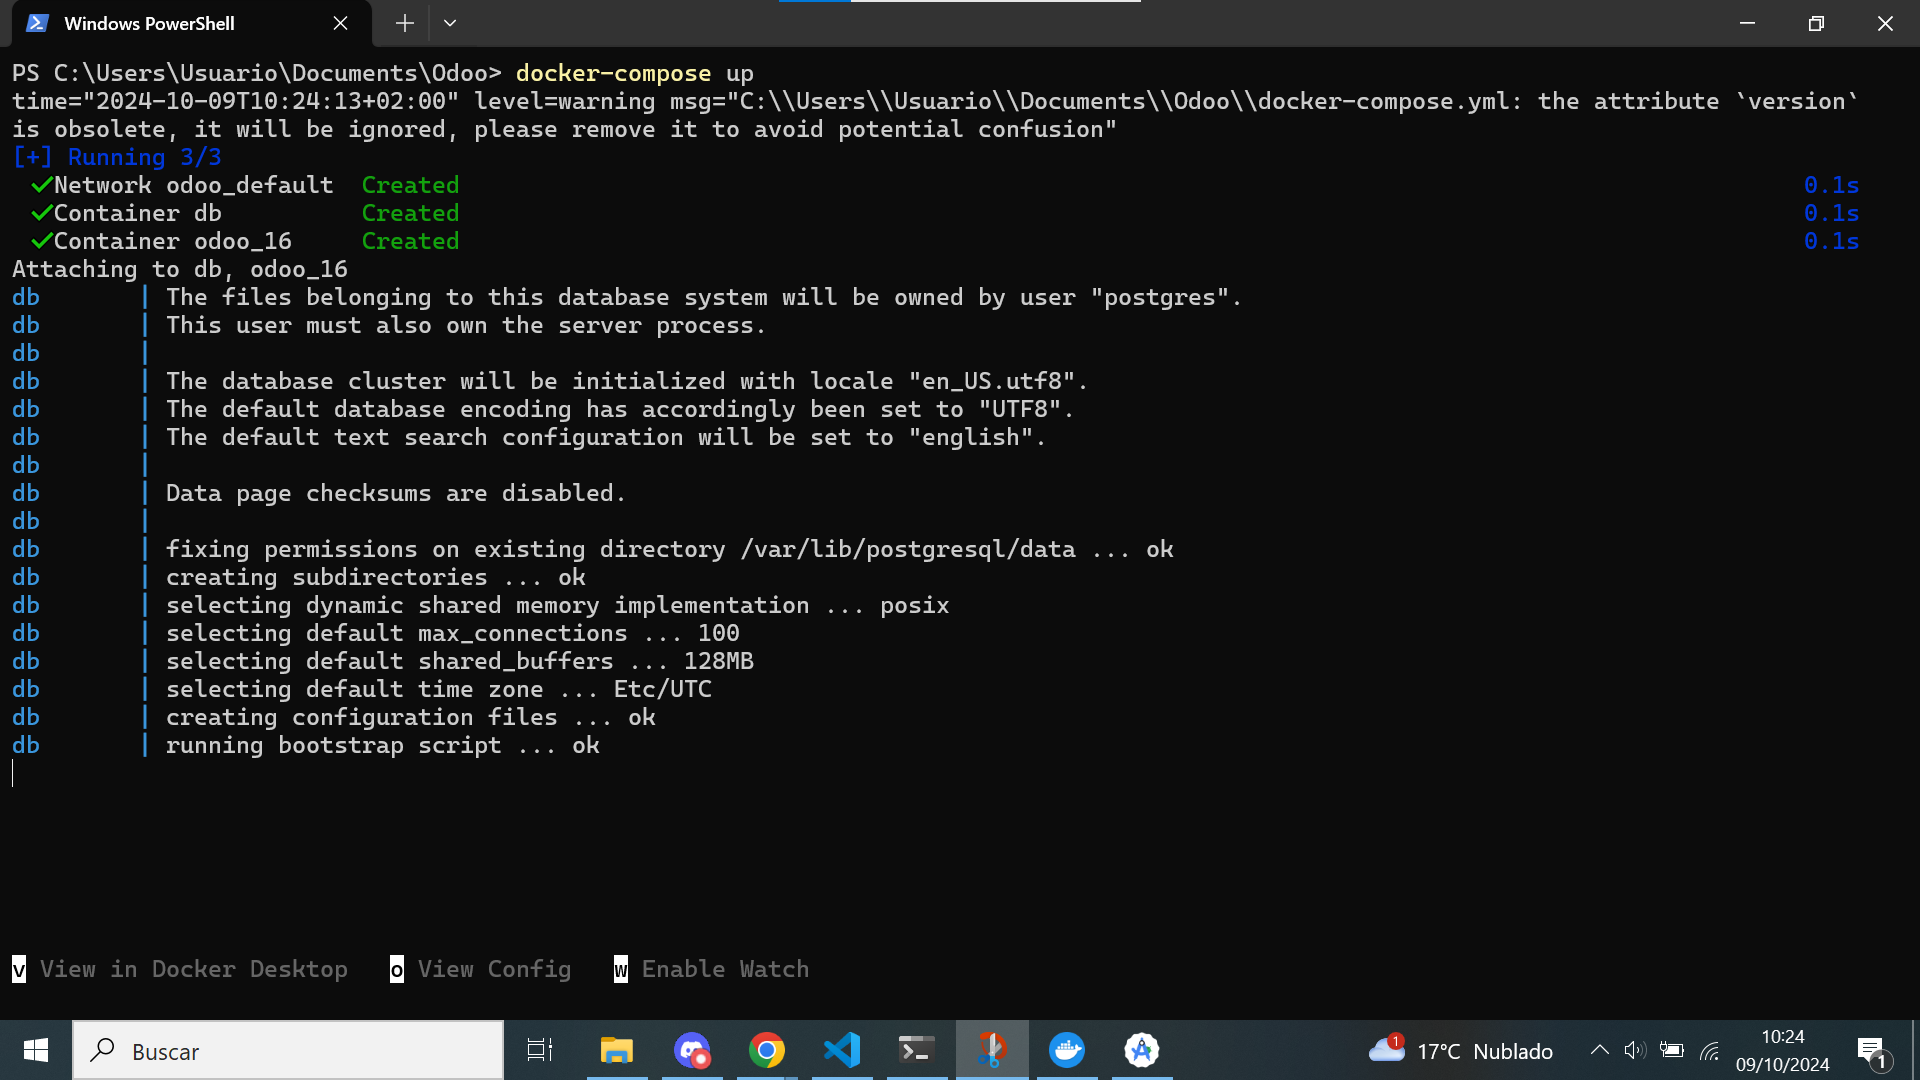 Windows PowerShell
PS C:\Users\Usuario\Documents\Odoo> docker-compose up
time="2024-10-09T10:24:13+02:00" level=warning msg="C:\\Users\\Usuario\\Documents\\Odoo\\docker-compose.yml: the attribute `version`
is obsolete, it will be ignored, please remove it to avoid potential confusion"
[+] Running 3/3
✔Network odoo_default  Created 0.1s
✔Container db          Created 0.1s
✔Container odoo_16     Created 0.1s
Attaching to db, odoo_16
db       | The files belonging to this database system will be owned by user "postgres".
db       | This user must also own the server process.
db       |
db       | The database cluster will be initialized with locale "en_US.utf8".
db       | The default database encoding has accordingly been set to "UTF8".
db       | The default text search configuration will be set to "english".
db       |
db       | Data page checksums are disabled.
db       |
db       | fixing permissions on existing directory /var/lib/postgresql/data ... ok
db       | creating subdirectories ... ok
db       | selecting dynamic shared memory implementation ... posix
db       | selecting default max_connections ... 100
db       | selecting default shared_buffers ... 128MB
db       | selecting default time zone ... Etc/UTC
db       | creating configuration files ... ok
db       | running bootstrap script ... ok
v View in Docker Desktop   o View Config   w Enable Watch
Buscar
1
17°C Nublado
10:24
09/10/2024
1